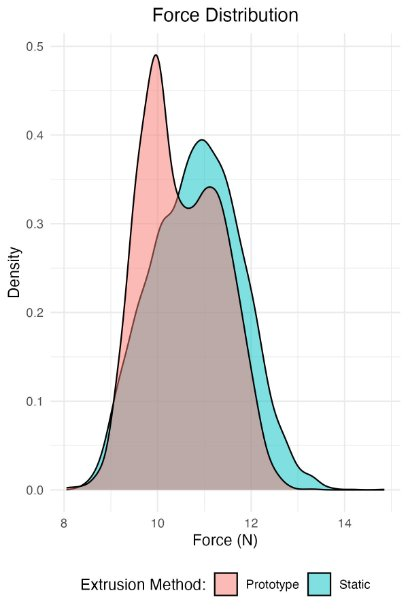 Force Distribution
0.5
0.4
0.3
0.2
0.1
0.0
Density
8 10 12 14
Force (N)
Extrusion Method: Prototype Static